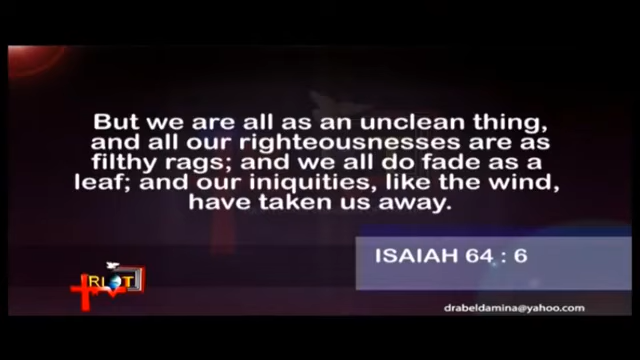 But we are all as an unclean thing,
and all our righteousnesses are as
filthy rags; and we all do fade as a
leaf; and our iniquities, like the wind,
have taken us away.
ISAIAH 64 : 6
RIOT
TV
drabeldamina@yahoo.com